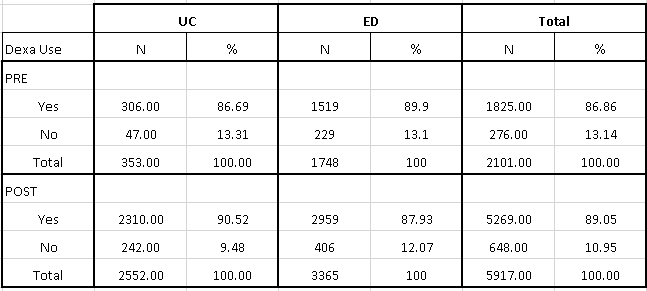 UC ED Total
Dexa Use N % N % N %
PRE
Yes 306.00 86.69 1519 89.9 1825.00 86.86
No 47.00 13.31 229 13.1 276.00 13.14
Total 353.00 100.00 1748 100 2101.00 100.00
POST
Yes 2310.00 90.52 2959 87.93 5269.00 89.05
No 242.00 9.48 406 12.07 648.00 10.95
Total 2552.00 100.00 3365 100 5917.00 100.00